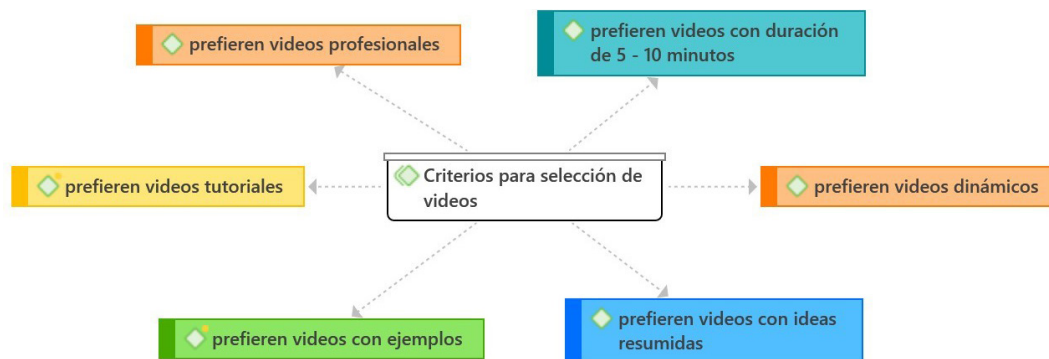 prefieren videos profesionales
prefieren videos con duración
de 5 - 10 minutos
prefieren videos tutoriales
Criterios para selección de
videos
prefieren videos dinámicos
prefieren videos con ejemplos
prefieren videos con ideas
resumidas